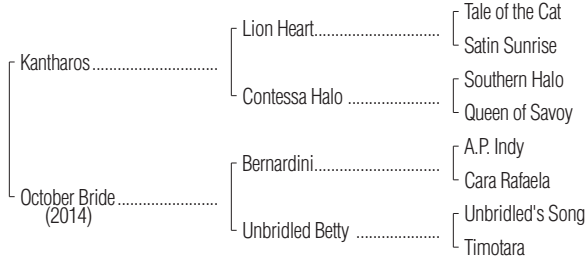 Tale of the Cat
Lion Heart
Satin Sunrise
Kantharos
Southern Halo
Contessa Halo
Queen of Savoy
A.P. Indy
Bernardini
Cara Rafaela
October Bride
(2014)
Unbridled's Song
Unbridled Betty
Timotara